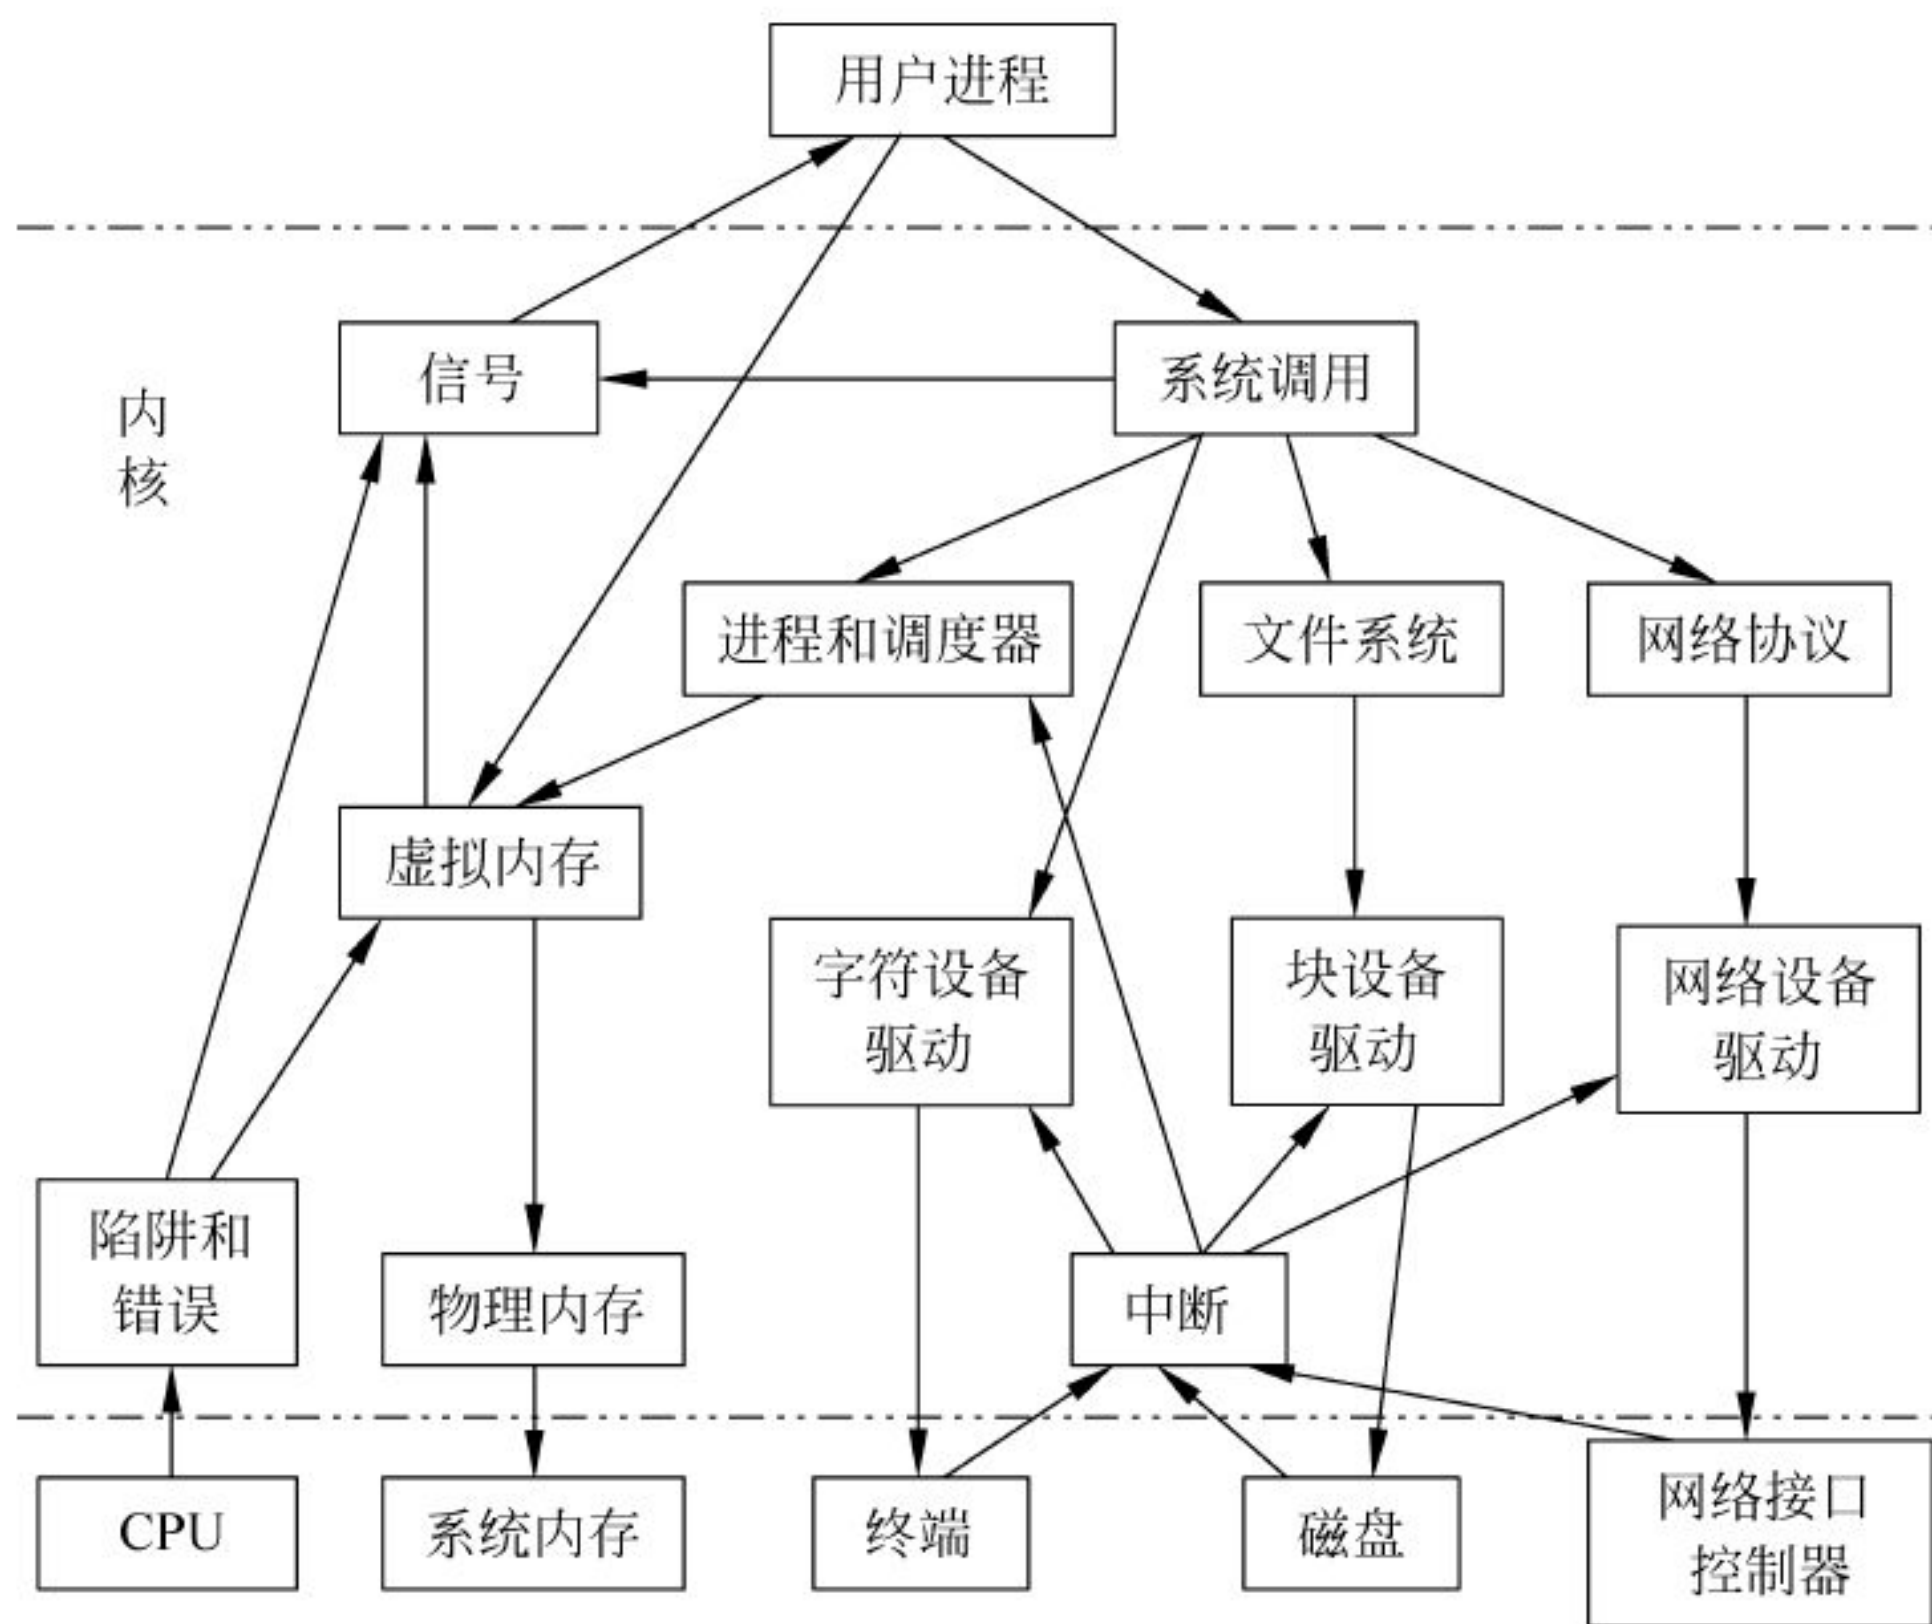 用户进程
信号
系统调用
内
核
进程和调度器
文件系统
网络协议
虚拟内存
字符设备
驱动
块设备
驱动
网络设备
驱动
陷阱和
错误
物理内存
中断
CPU
系统内存
终端
磁盘
网络接口
控制器